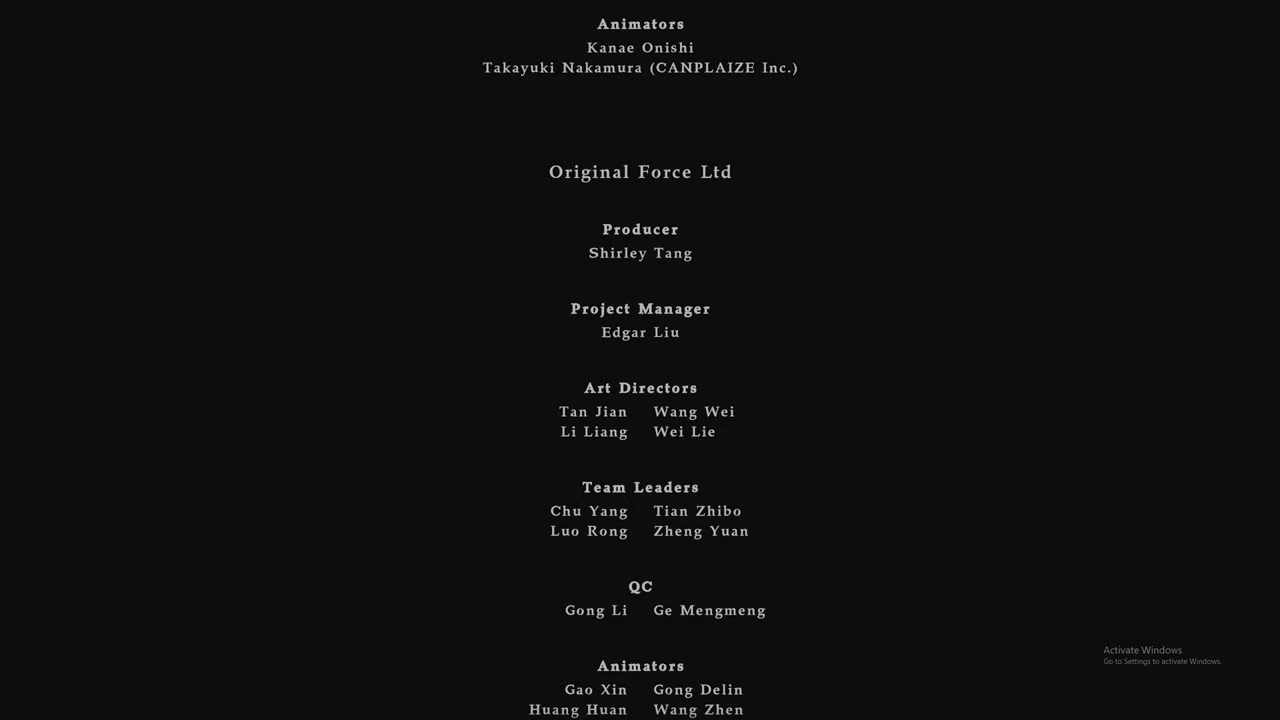 Animators
Kanae Onishi
Takayuki Nakamura (CANPLAIZE Inc.)
Original Force Ltd
Producer
Shirley Tang
Project Manager
Edgar Liu
Art Directors
Tan Jian Wang Wei
Li Liang Wei Lie
Team Leaders
Chu Yang Tian Zhibo
Luo Rong Zheng Yuan
QC
Gong Li Ge Mengmeng
Animators
Gao Xin Gong Delin
Huang Huan Wang Zhen
Activate Windows
Go to Settings to activate Windows.